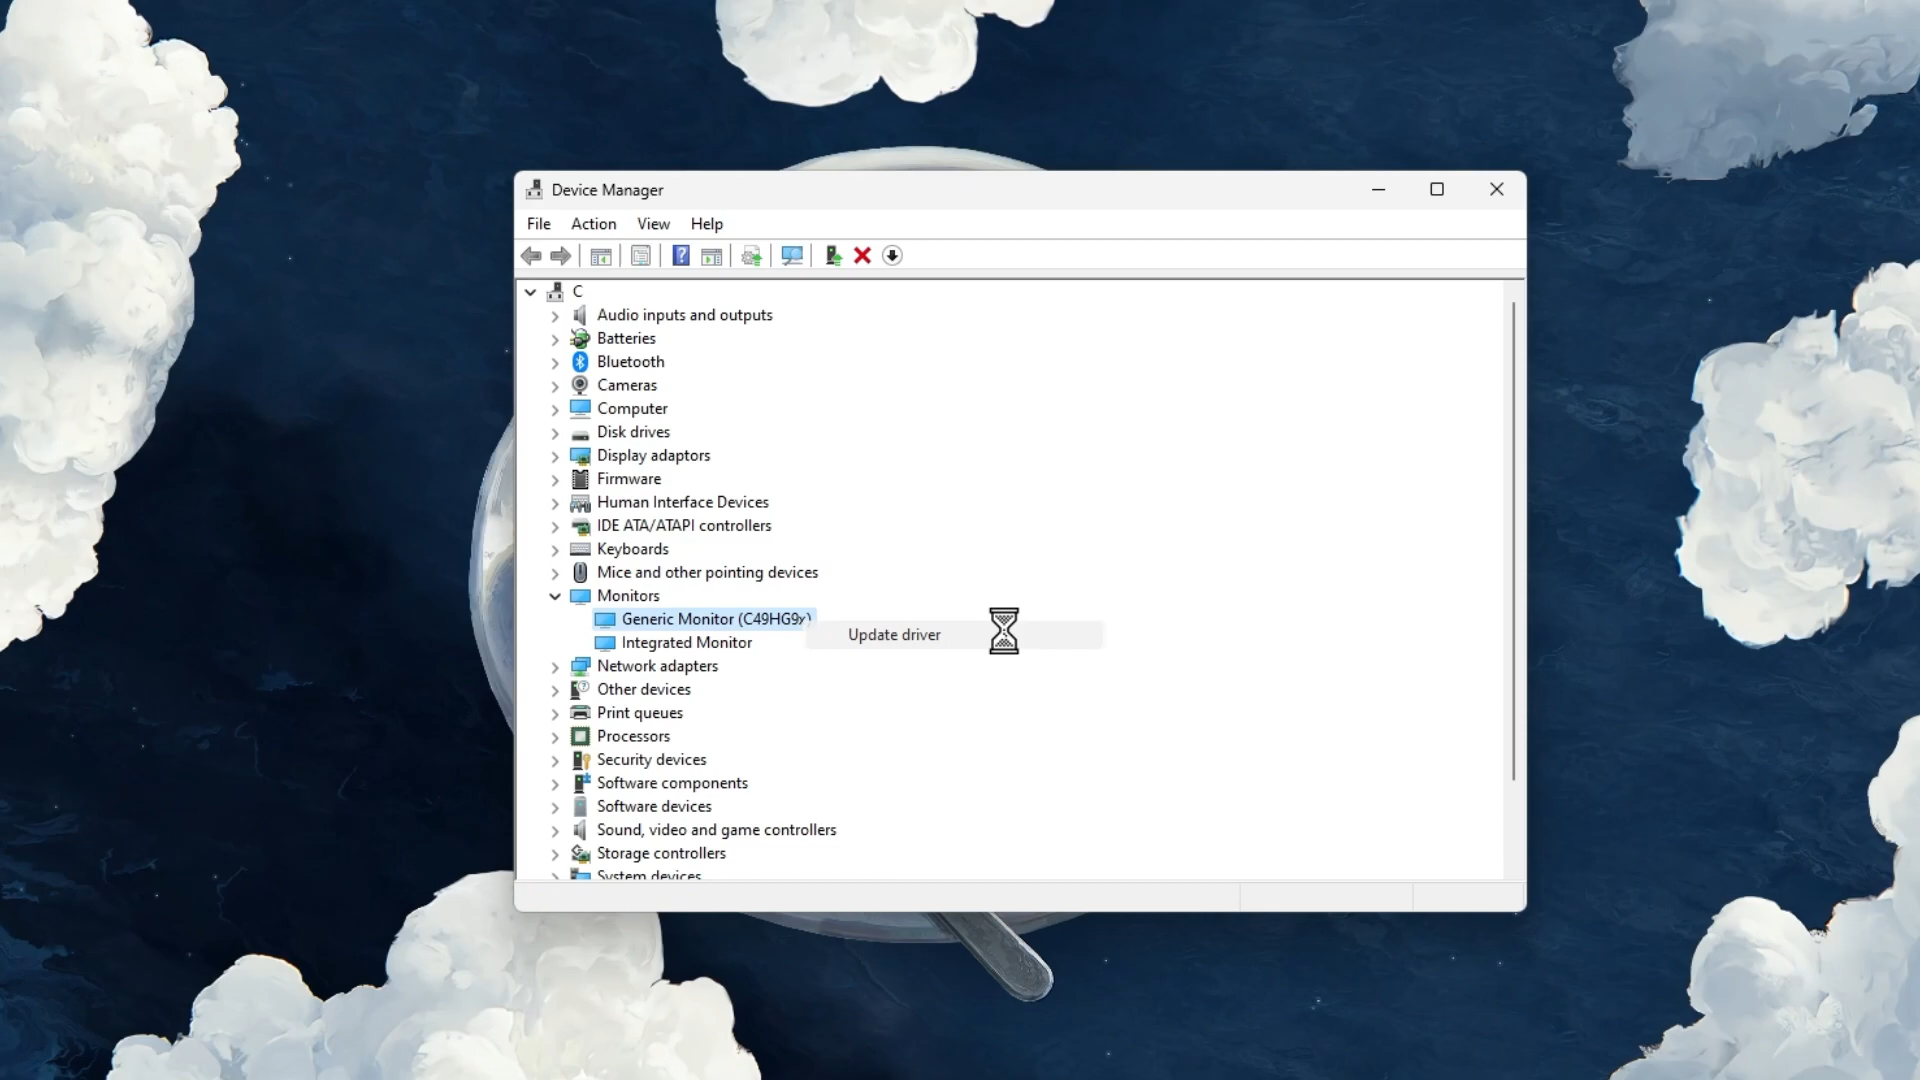 Device Manager
File Action View Help
C
Audio inputs and outputs
Batteries
Bluetooth
Cameras
Computer
Disk drives
Display adaptors
Firmware
Human Interface Devices
IDE ATA/ATAPI controllers
Keyboards
Mice and other pointing devices
Monitors
Generic Monitor (C49HG9x)
Update driver
Integrated Monitor
Network adapters
Other devices
Print queues
Processors
Security devices
Software components
Software devices
Sound, video and game controllers
Storage controllers
System devices